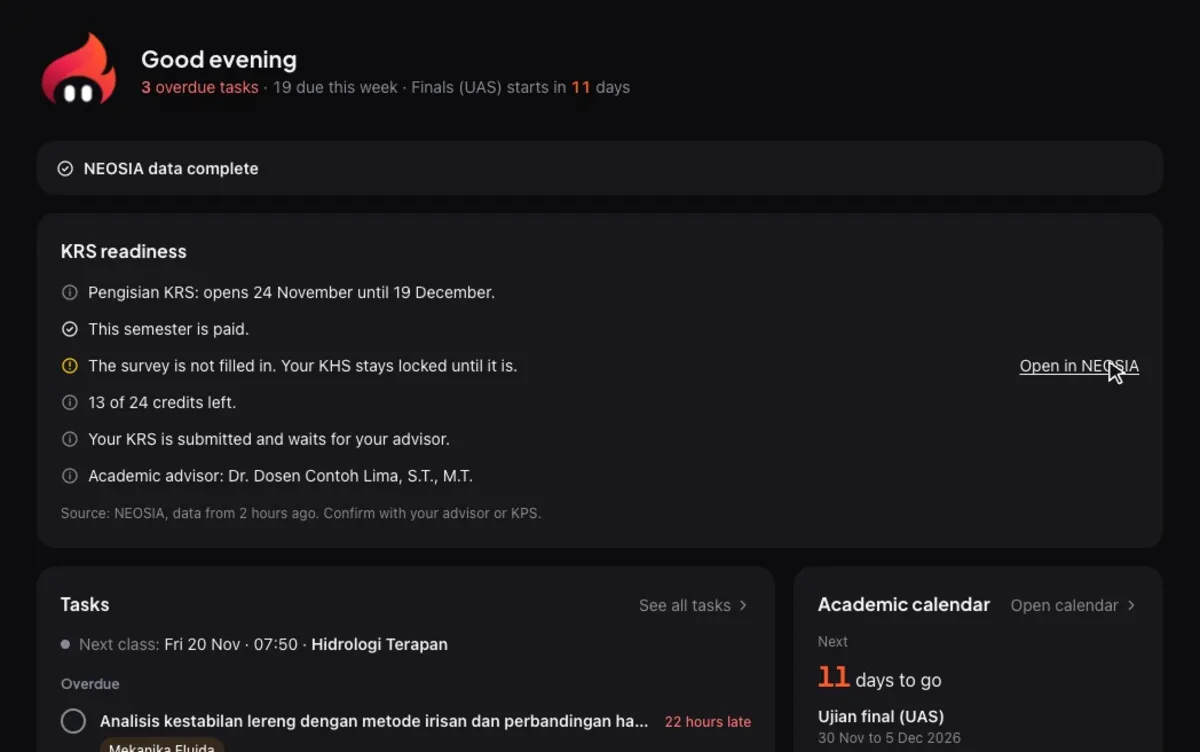 Good evening
3 overdue tasks · 19 due this week · Finals (UAS) starts in 11 days
NEOSIA data complete
KRS readiness
Pengisian KRS: opens 24 November until 19 December.
This semester is paid.
The survey is not filled in. Your KHS stays locked until it is.
Open in NEOSIA
13 of 24 credits left.
Your KRS is submitted and waits for your advisor.
Academic advisor: Dr. Dosen Contoh Lima, S.T., M.T.
Source: NEOSIA, data from 2 hours ago. Confirm with your advisor or KPS.
Tasks
See all tasks
Next class: Fri 20 Nov · 07:50 · Hidrologi Terapan
Overdue
Analisis kestabilan lereng dengan metode irisan dan perbandingan ha...
22 hours late
Mekanika Fluida
Academic calendar
Open calendar
Next
11 days to go
Ujian final (UAS)
30 Nov to 5 Dec 2026